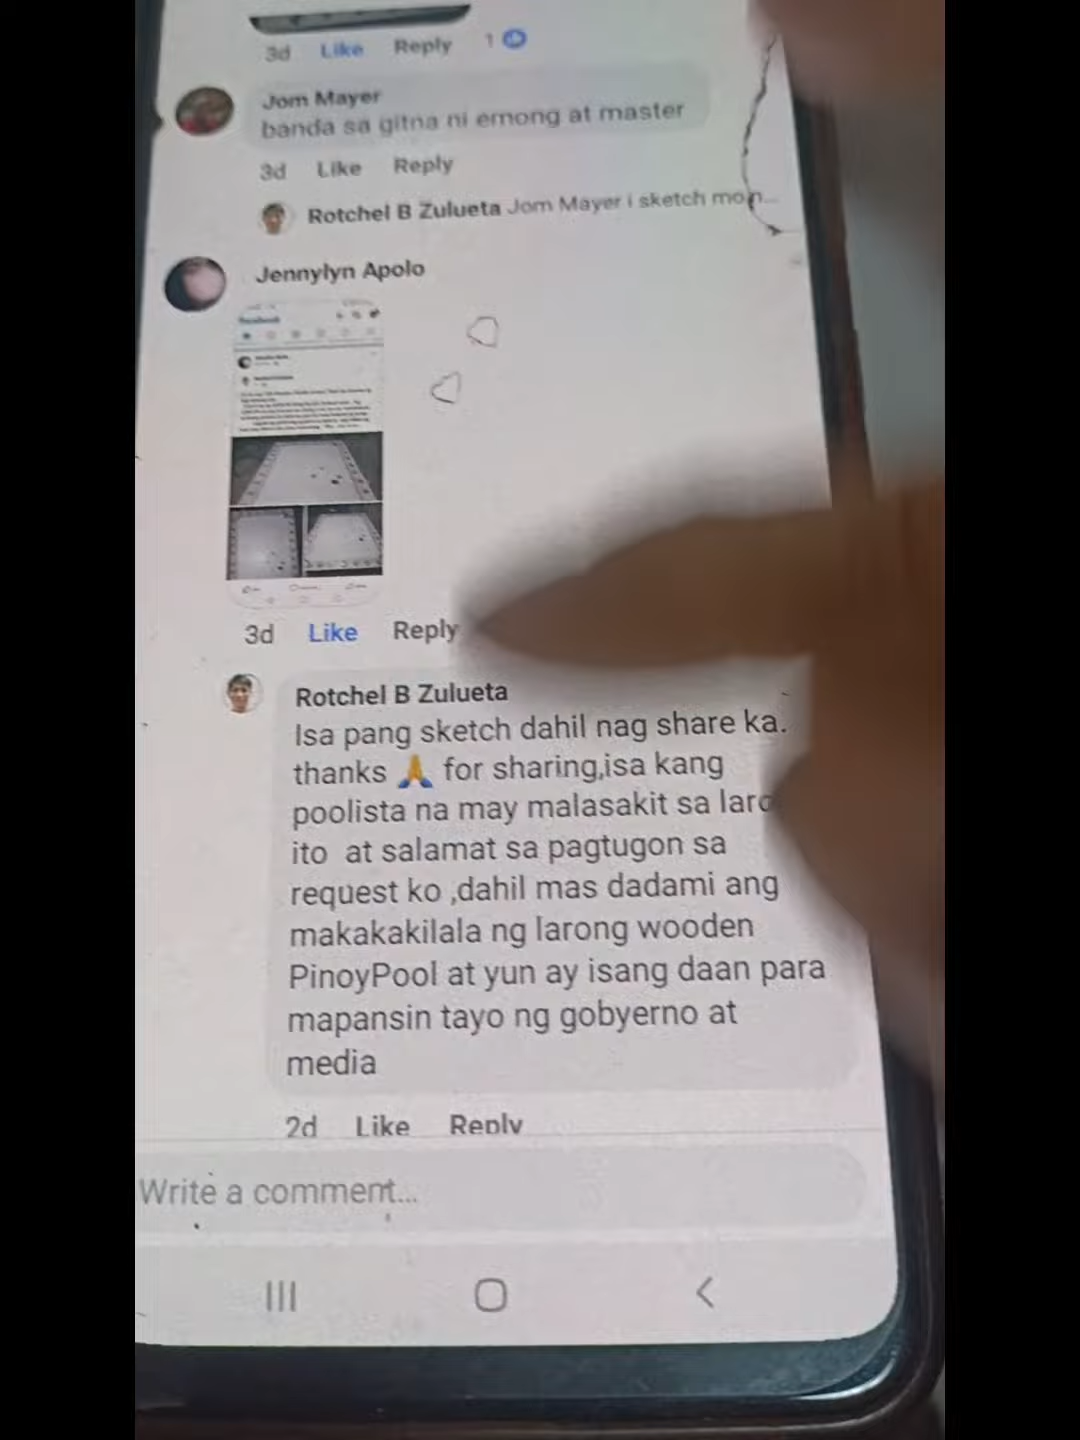 3d Like Reply 1
Jom Mayer
banda sa gitna ni emong at master
3d Like Reply
Rotchel B Zulueta Jom Mayer i sketch mo n...
Jennylyn Apolo
3d Like Reply
Rotchel B Zulueta
Isa pang sketch dahil nag share ka.
thanks 🙏 for sharing,isa kang
poolista na may malasakit sa laro
ito at salamat sa pagtugon sa
request ko ,dahil mas dadami ang
makakakilala ng larong wooden
PinoyPool at yun ay isang daan para
mapansin tayo ng gobyerno at
media
2d Like Reply
Write a comment...